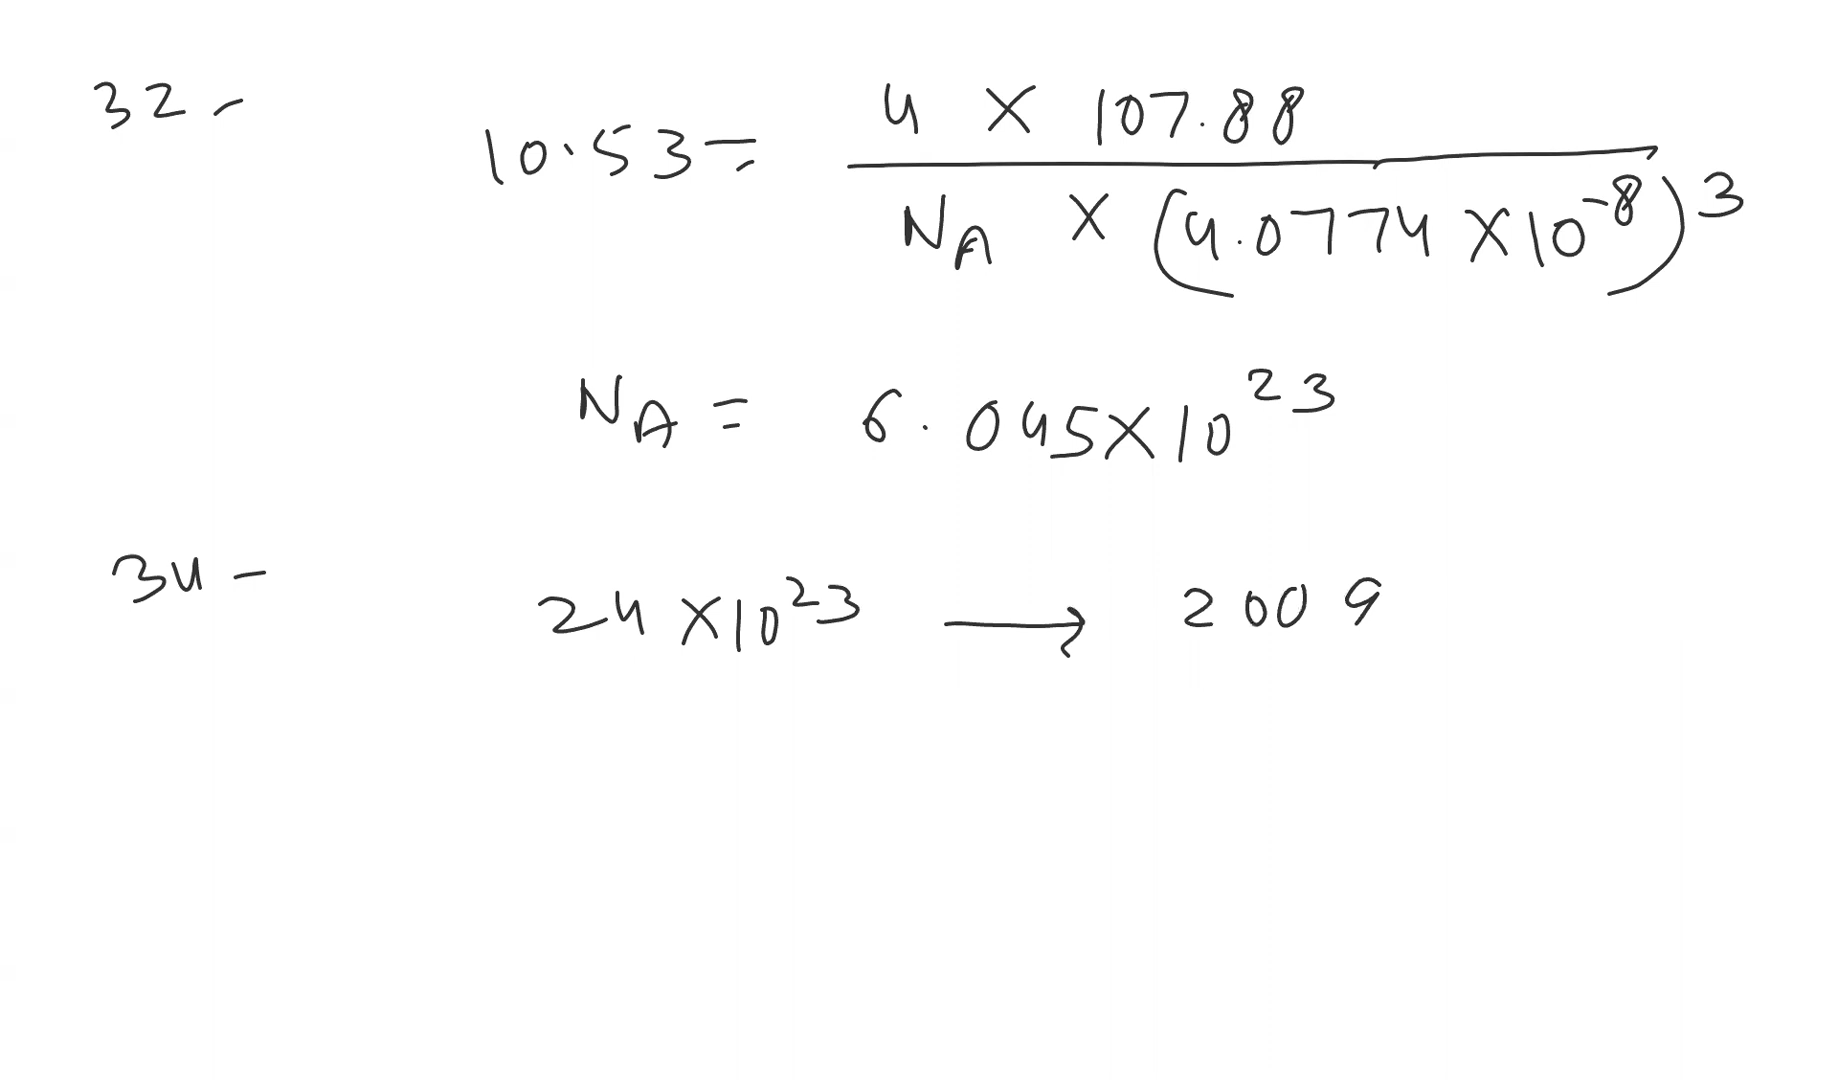 32 -
10.53 = 4 × 107.88 / N_A × (4.0774 × 10^-8)^3
N_A = 6.045 × 10^23
34 -
24 × 10^23 → 200 g